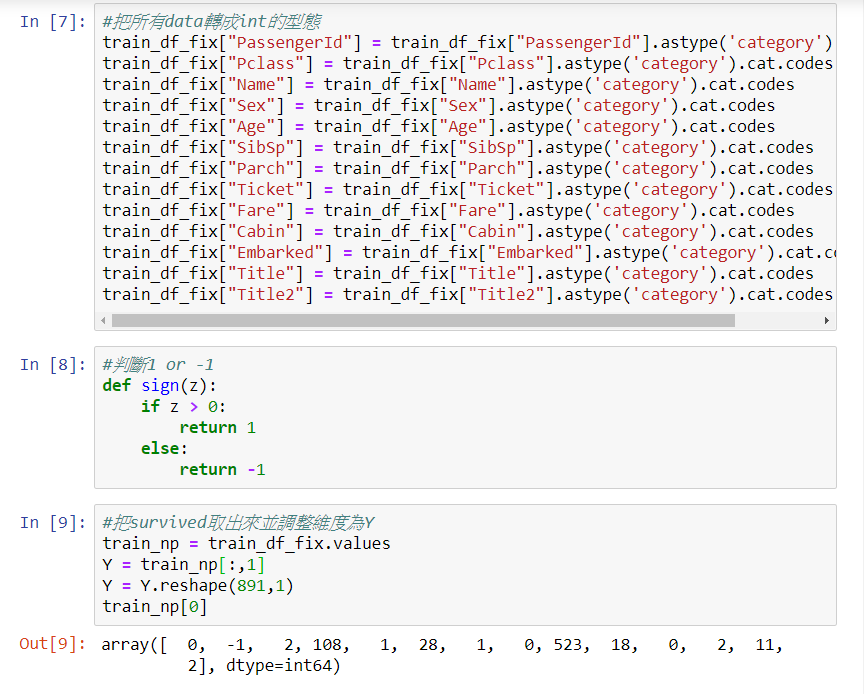 In [7]:
#把所有data轉成int的型態
train_df_fix["PassengerId"] = train_df_fix["PassengerId"].astype('category')
train_df_fix["Pclass"] = train_df_fix["Pclass"].astype('category').cat.codes
train_df_fix["Name"] = train_df_fix["Name"].astype('category').cat.codes
train_df_fix["Sex"] = train_df_fix["Sex"].astype('category').cat.codes
train_df_fix["Age"] = train_df_fix["Age"].astype('category').cat.codes
train_df_fix["SibSp"] = train_df_fix["SibSp"].astype('category').cat.codes
train_df_fix["Parch"] = train_df_fix["Parch"].astype('category').cat.codes
train_df_fix["Ticket"] = train_df_fix["Ticket"].astype('category').cat.codes
train_df_fix["Fare"] = train_df_fix["Fare"].astype('category').cat.codes
train_df_fix["Cabin"] = train_df_fix["Cabin"].astype('category').cat.codes
train_df_fix["Embarked"] = train_df_fix["Embarked"].astype('category').cat.c
train_df_fix["Title"] = train_df_fix["Title"].astype('category').cat.codes
train_df_fix["Title2"] = train_df_fix["Title2"].astype('category').cat.codes
In [8]:
#判斷1 or -1
def sign(z):
    if z > 0:
        return 1
    else:
        return -1
In [9]:
#把survived取出來並調整維度為Y
train_np = train_df_fix.values
Y = train_np[:,1]
Y = Y.reshape(891,1)
train_np[0]
Out[9]:
array([  0,  -1,   2, 108,   1,  28,   1,   0, 523,  18,   0,   2,  11,
         2], dtype=int64)